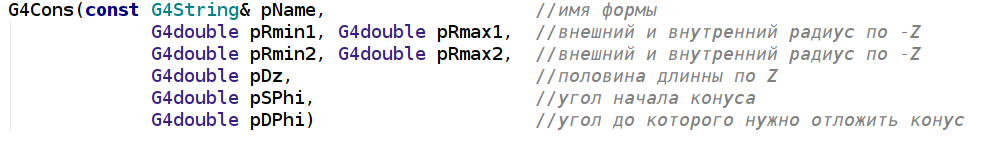 G4Cons(const G4String& pName, //имя формы
G4double pRmin1, G4double pRmax1, //внешний и внутренний радиус по -Z
G4double pRmin2, G4double pRmax2, //внешний и внутренний радиус по -Z
G4double pDz, //половина длинны по Z
G4double pSPhi, //угол начала конуса
G4double pDPhi) //угол до которого нужно отложить конус